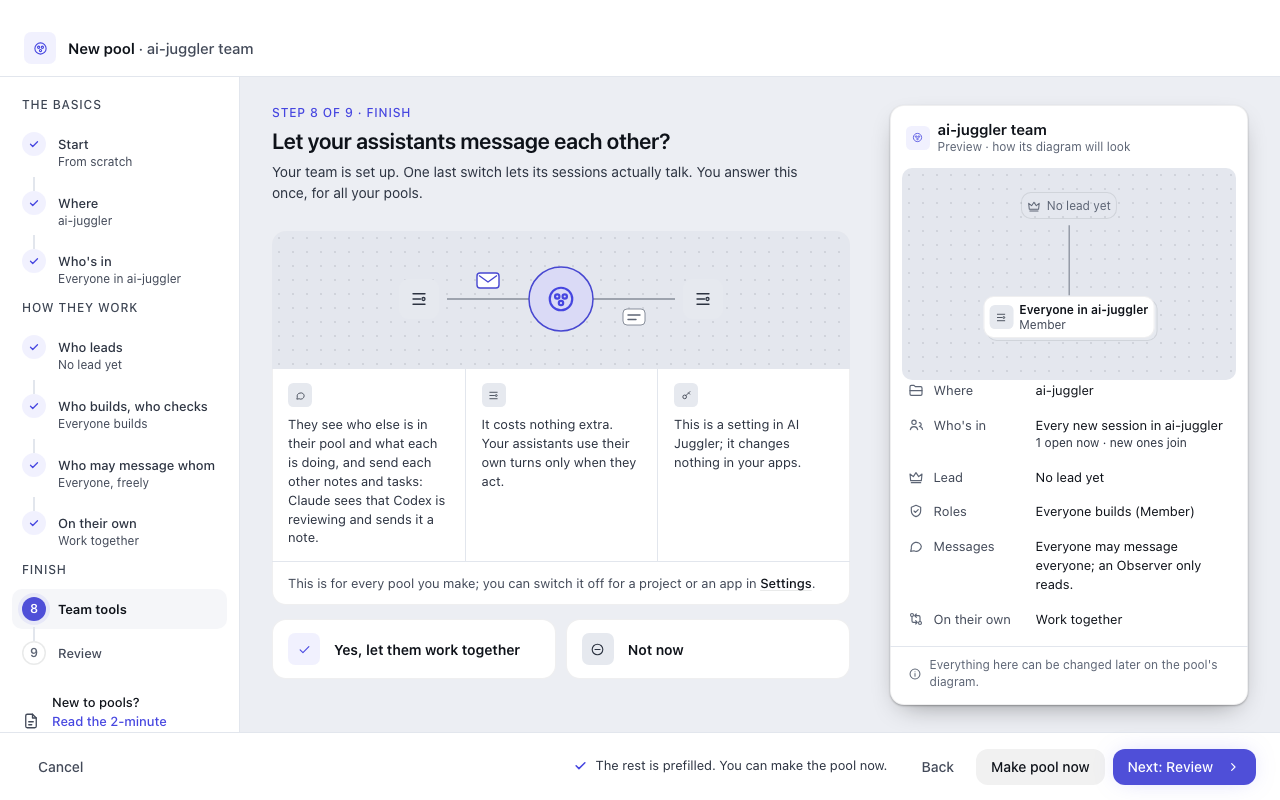 New pool · ai-juggler team
THE BASICS
Start
From scratch
Where
ai-juggler
Who's in
Everyone in ai-juggler
HOW THEY WORK
Who leads
No lead yet
Who builds, who checks
Everyone builds
Who may message whom
Everyone, freely
On their own
Work together
FINISH
8 Team tools
9 Review
New to pools?
Read the 2-minute
STEP 8 OF 9 · FINISH
Let your assistants message each other?
Your team is set up. One last switch lets its sessions actually talk. You answer this
once, for all your pools.
They see who else is in
their pool and what each
is doing, and send each
other notes and tasks:
Claude sees that Codex is
reviewing and sends it a
note.
It costs nothing extra.
Your assistants use their
own turns only when they
act.
This is a setting in AI
Juggler; it changes
nothing in your apps.
This is for every pool you make; you can switch it off for a project or an app in Settings.
Yes, let them work together
Not now
ai-juggler team
Preview · how its diagram will look
No lead yet
Everyone in ai-juggler
Member
Where ai-juggler
Who's in Every new session in ai-juggler
1 open now · new ones join
Lead No lead yet
Roles Everyone builds (Member)
Messages Everyone may message
everyone; an Observer only
reads.
On their own Work together
Everything here can be changed later on the pool's
diagram.
Cancel
The rest is prefilled. You can make the pool now.
Back
Make pool now
Next: Review